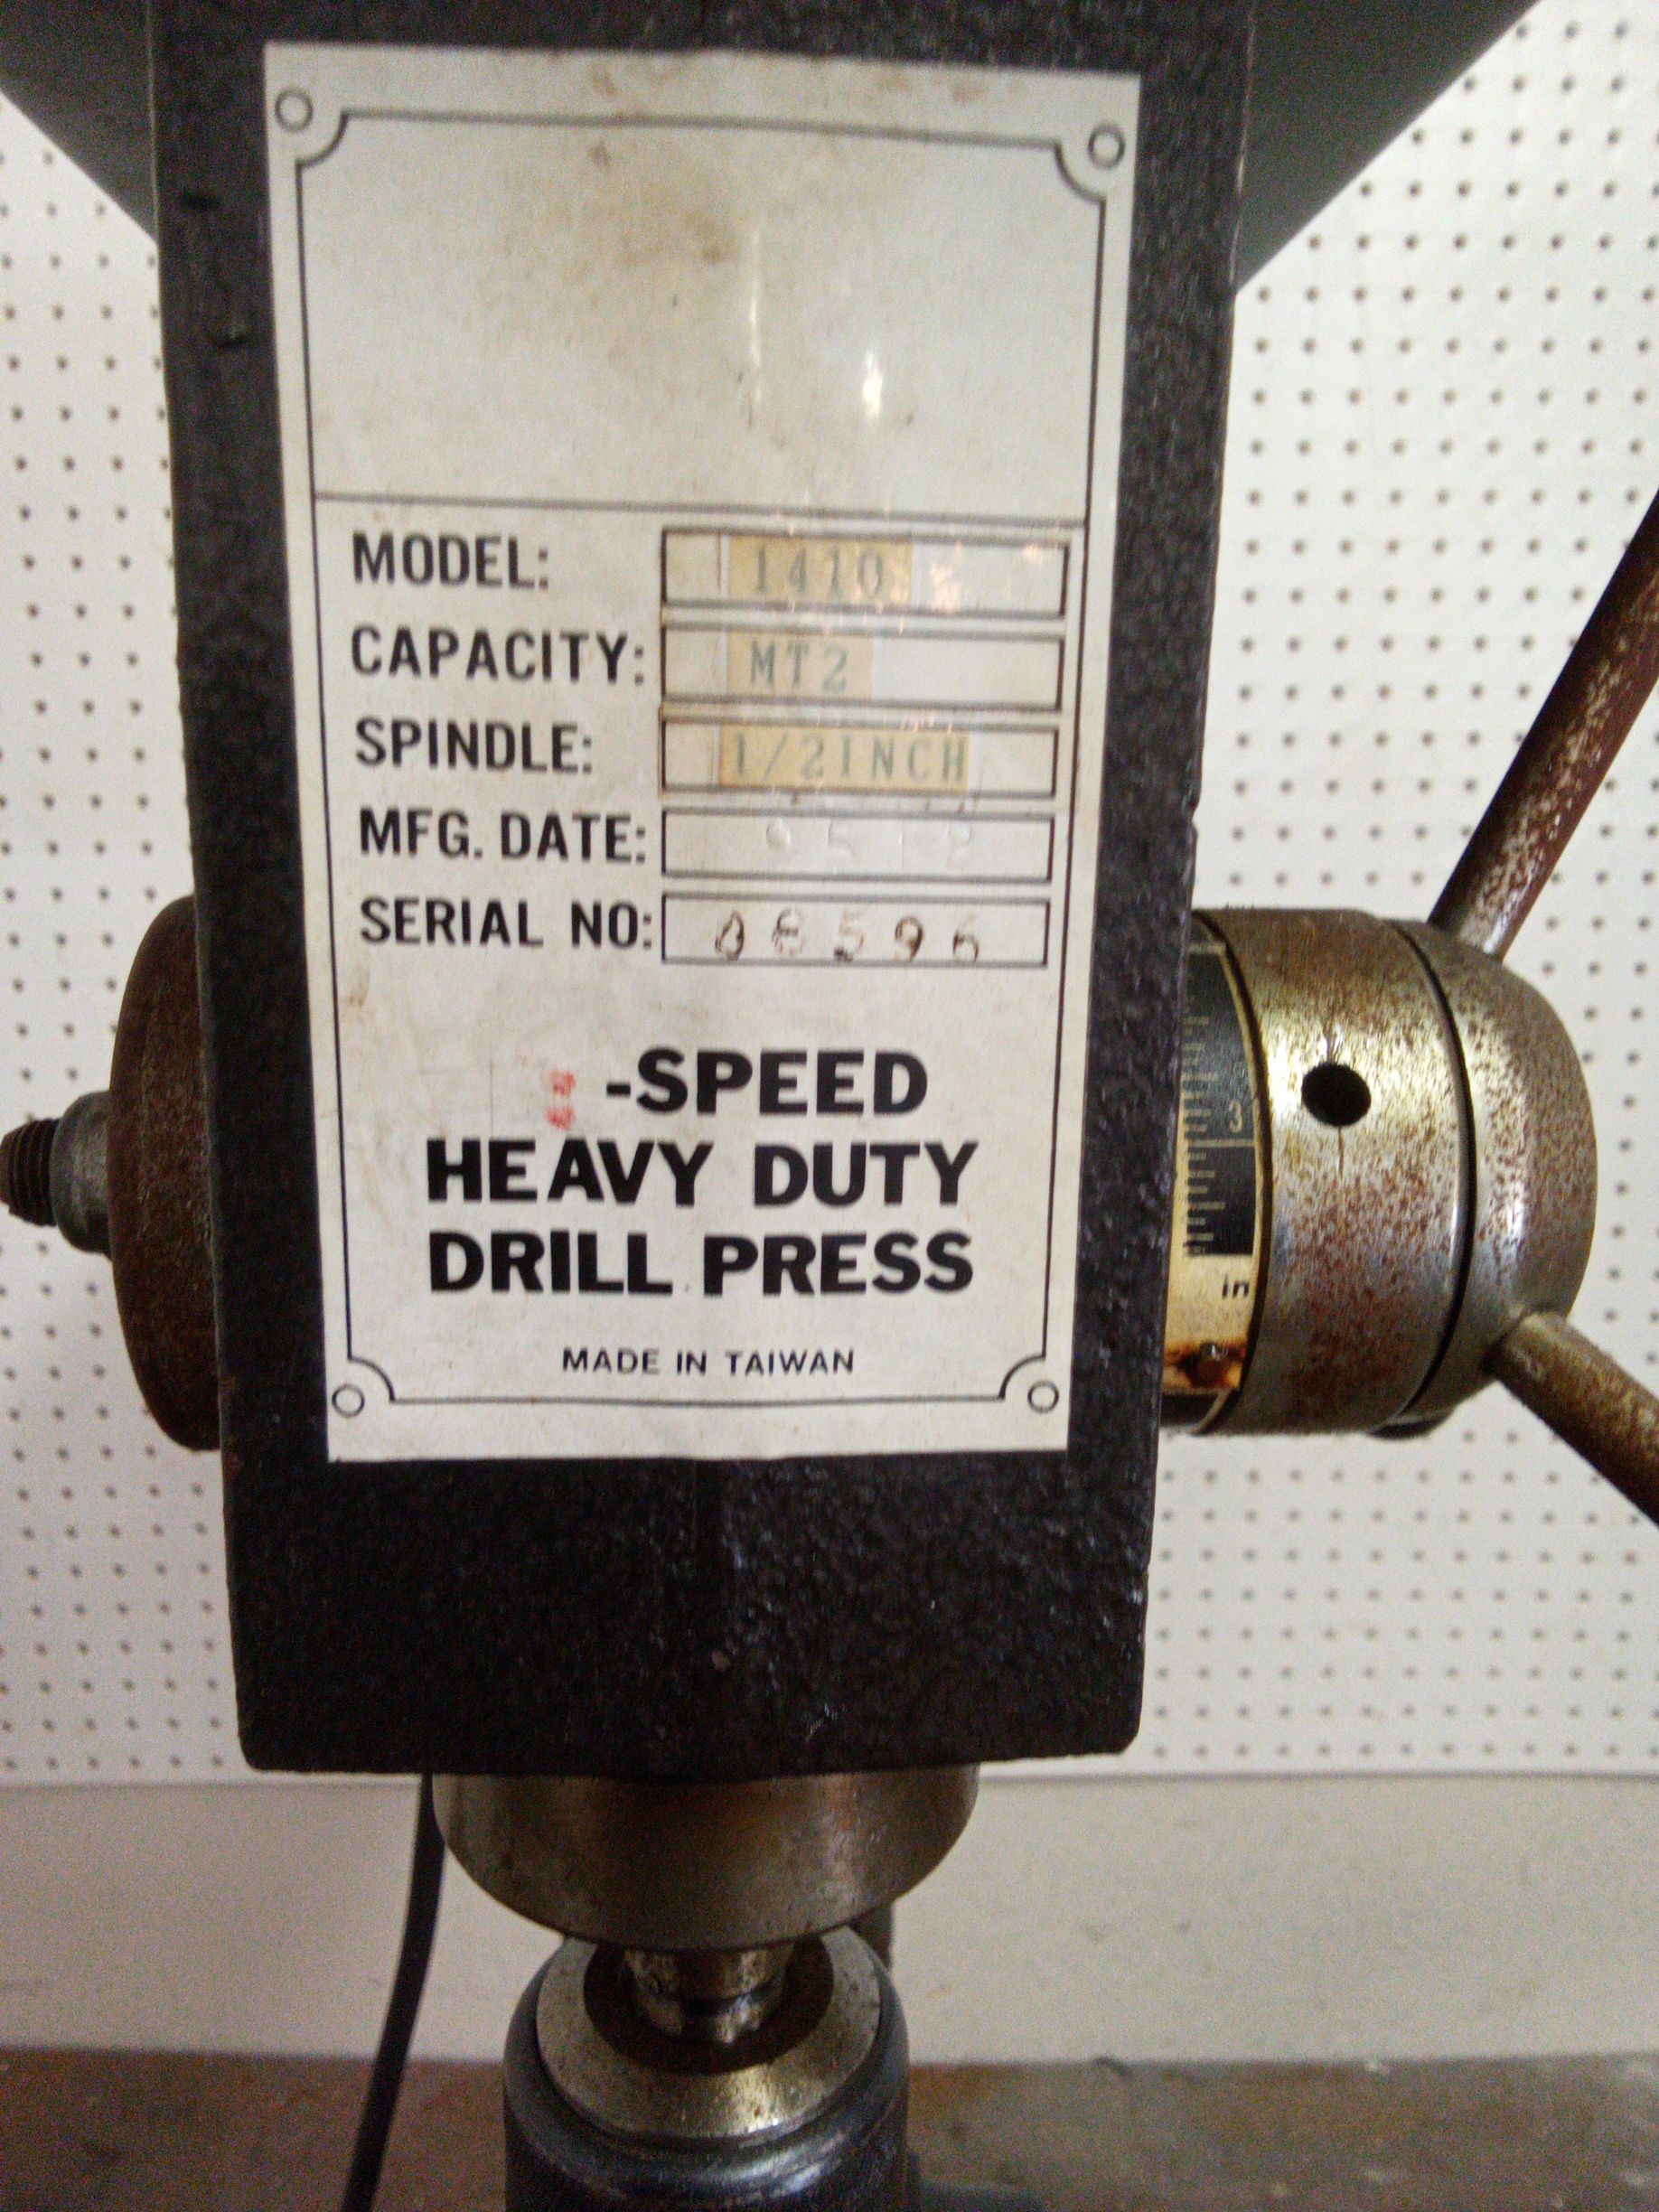 MODEL: 1410
CAPACITY: MT2
SPINDLE: 1/2INCH
MFG. DATE:
SERIAL NO:
-SPEED
HEAVY DUTY
DRILL PRESS
MADE IN TAIWAN
3
in